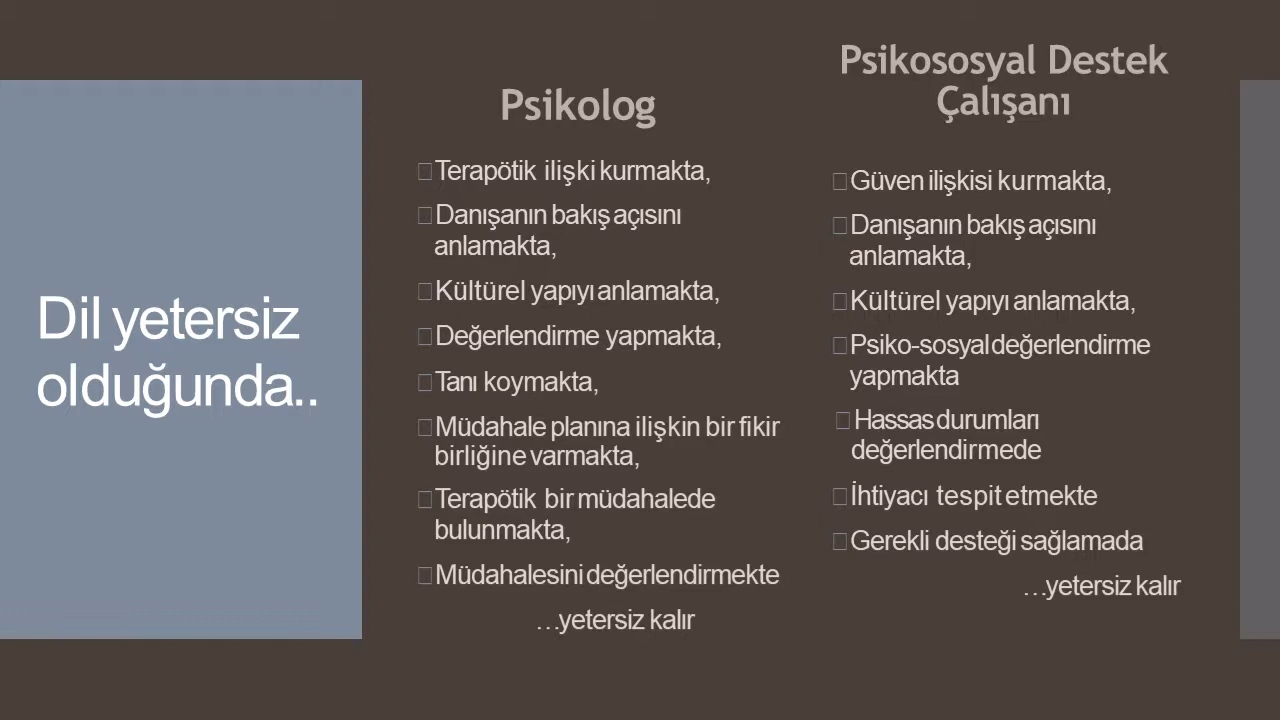 Dil yetersiz
olduğunda..
Psikolog
Terapötik ilişki kurmakta,
Danışanın bakış açısını
anlamakta,
Kültürel yapıyı anlamakta,
Değerlendirme yapmakta,
Tanı koymakta,
Müdahale planına ilişkin bir fikir
birliğine varmakta,
Terapötik bir müdahalede
bulunmakta,
Müdahalesini değerlendirmekte
…yetersiz kalır
Psikososyal Destek
Çalışanı
Güven ilişkisi kurmakta,
Danışanın bakış açısını
anlamakta,
Kültürel yapıyı anlamakta,
Psiko-sosyal değerlendirme
yapmakta
Hassas durumları
değerlendirmede
İhtiyacı tespit etmekte
Gerekli desteği sağlamada
…yetersiz kalır